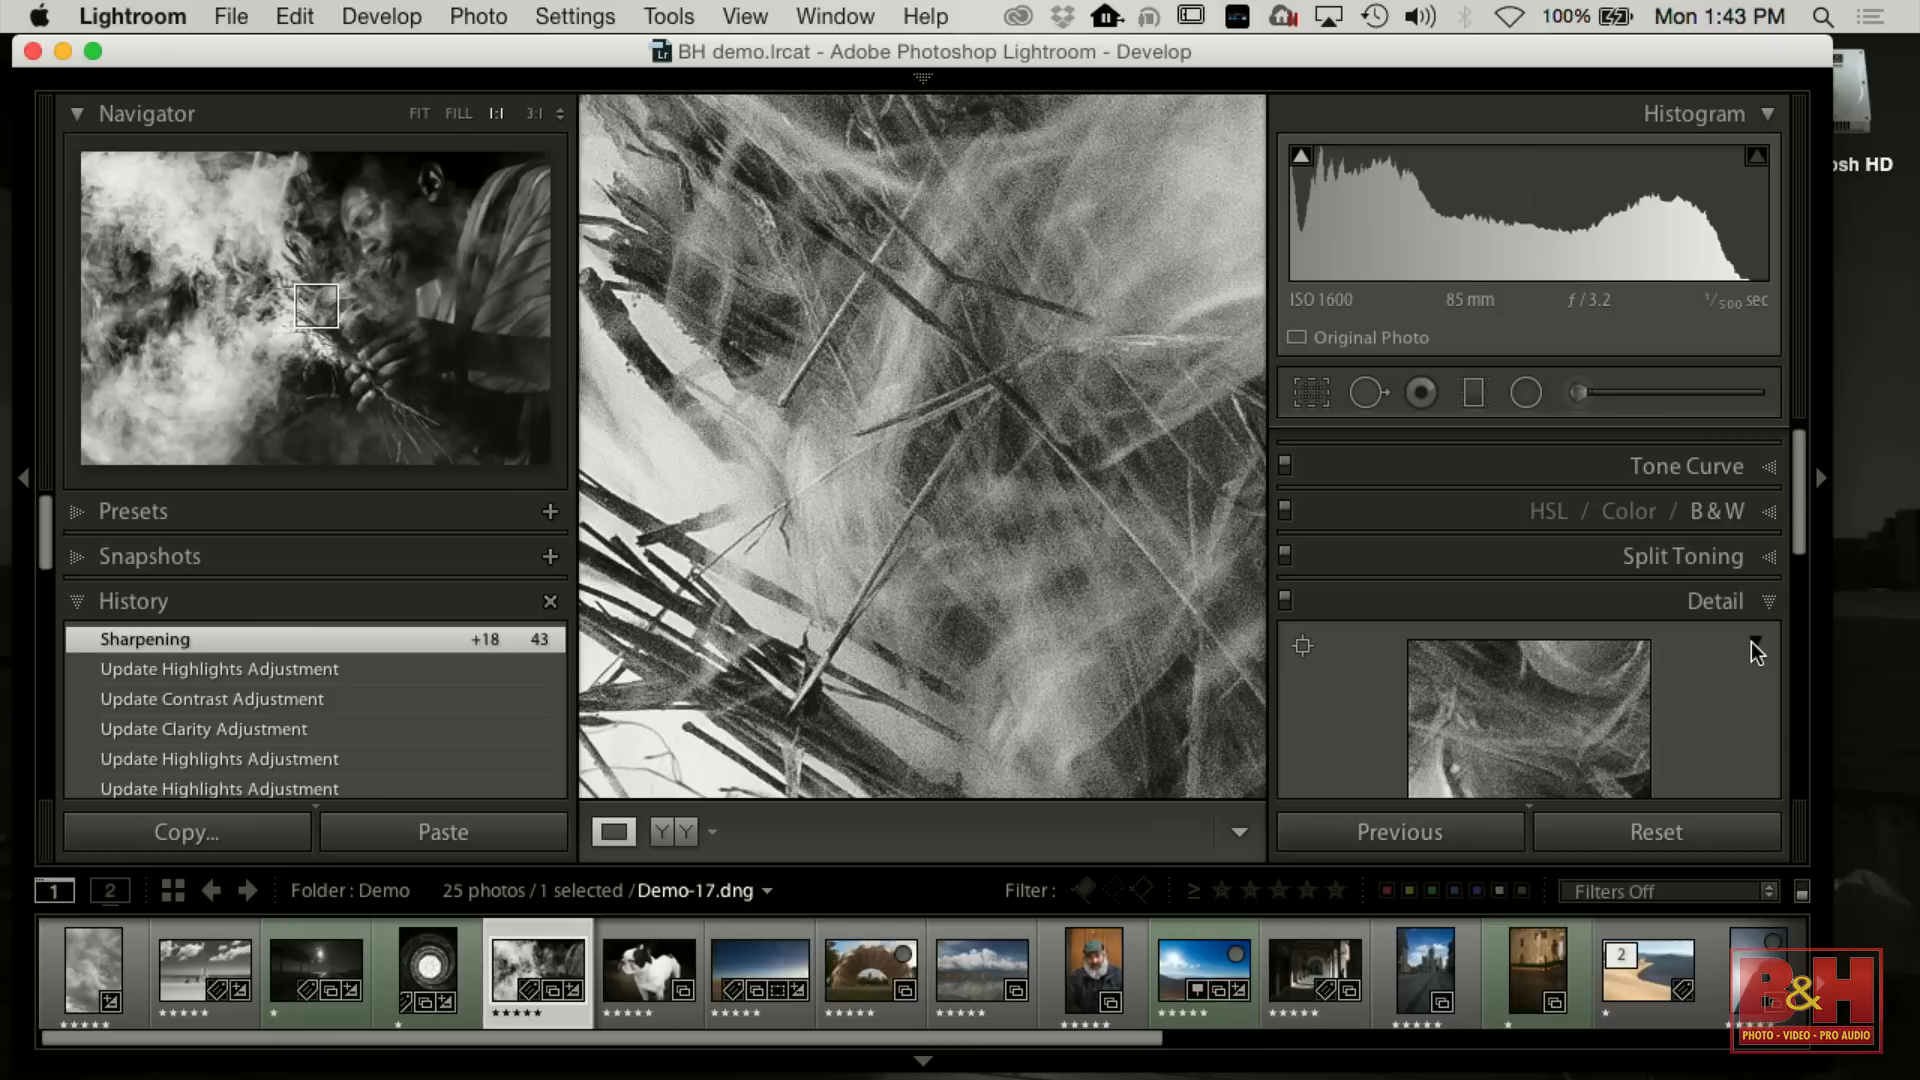 Lightroom File Edit Develop Photo Settings Tools View Window Help 100% Mon 1:43 PM
BH demo.lrcat - Adobe Photoshop Lightroom - Develop
Navigator FIT FILL 1:1 3:1
Histogram
osh HD
ISO 1600 85 mm ƒ / 3.2 1/500 sec
Original Photo
Tone Curve
HSL / Color / B & W
Split Toning
Detail
Presets
Snapshots
History
Sharpening +18 43
Update Highlights Adjustment
Update Contrast Adjustment
Update Clarity Adjustment
Update Highlights Adjustment
Update Highlights Adjustment
Copy... Paste
Y Y
Previous Reset
1 2 Folder : Demo 25 photos / 1 selected / Demo-17.dng Filter : ≥ Filters Off
2
B&H
PHOTO - VIDEO - PRO AUDIO